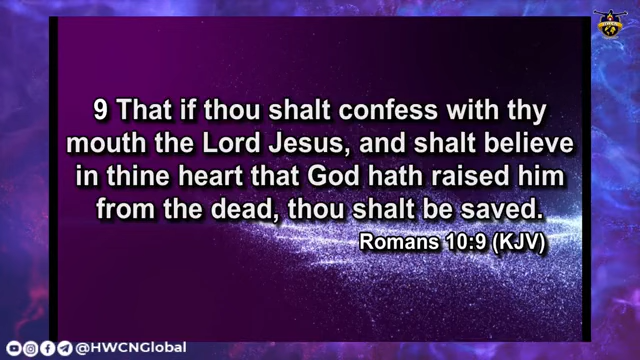 9 That if thou shalt confess with thy
mouth the Lord Jesus, and shalt believe
in thine heart that God hath raised him
from the dead, thou shalt be saved.
Romans 10:9 (KJV)
@HWCNGlobal